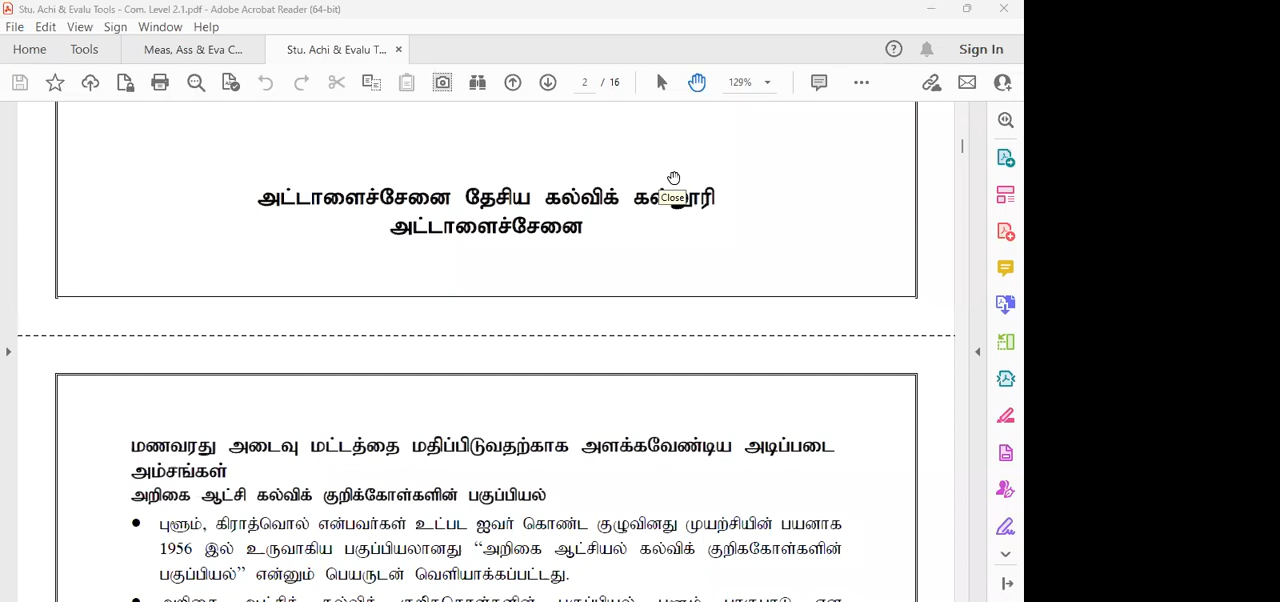 Stu. Achi & Evalu Tools - Com. Level 2.1.pdf - Adobe Acrobat Reader (64-bit)
File Edit View Sign Window Help
Home Tools Meas, Ass & Eva C... Stu. Achi & Evalu T... × Sign In
2 / 16 129%
அட்டாளைச்சேனை தேசிய கல்விக்
Close
அட்டாளைச்சேனை
மணவரது அடைவு மட்டத்தை மதிப்பிடுவதற்காக அளக்கவேண்டிய அடிப்படை
அம்சங்கள்
அறிகை ஆட்சி கல்விக் குறிக்கோள்களின் பகுப்பியல்
● புளும், கிராத்வொல் என்பவர்கள் உட்பட ஐவர் கொண்ட குழுவினது முயற்சியின் பயனாக
1956 இல் உருவாகிய பகுப்பியலானது “அறிகை ஆட்சியல் கல்விக் குறிககோள்களின்
பகுப்பியல்” என்னும் பெயருடன் வெளியாக்கப்பட்டது.